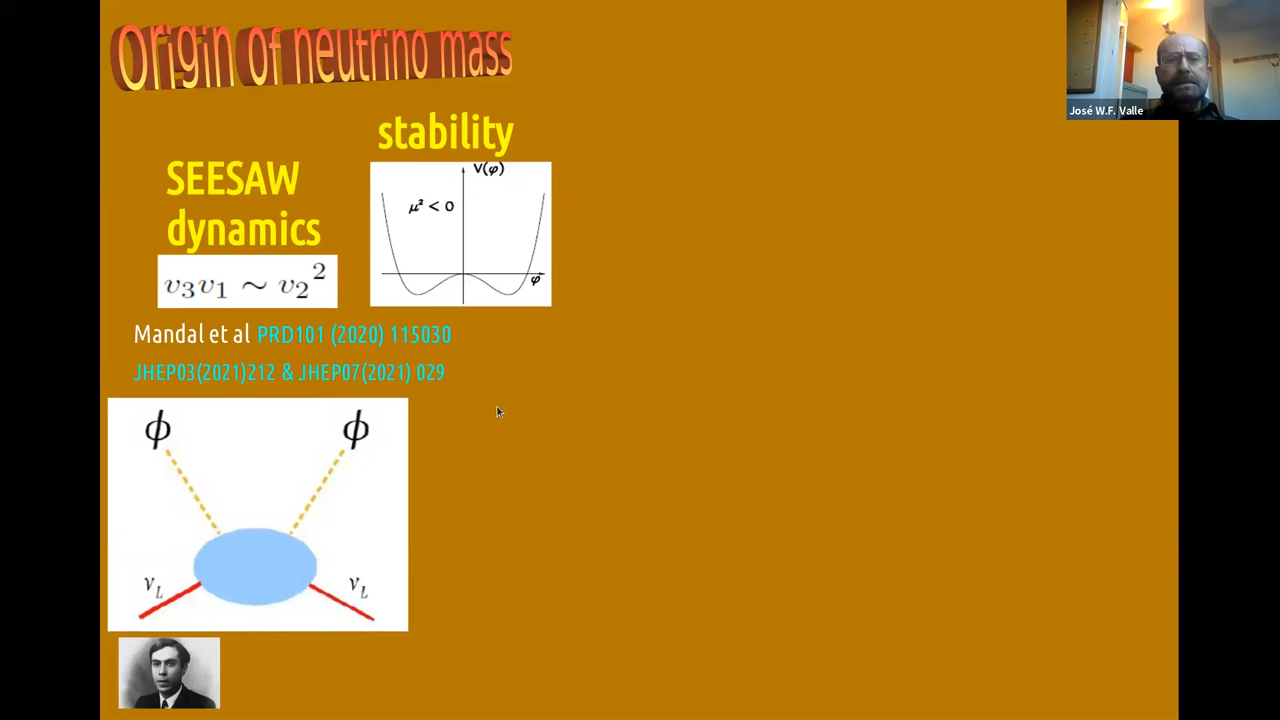 Origin of neutrino mass
José W.F. Valle
stability
SEESAW
dynamics
V(φ)
μ² < 0
φ
v₃v₁ ∼ v₂²
Mandal et al PRD101 (2020) 115030
JHEP03(2021)212 & JHEP07(2021) 029
ϕ ϕ
ν_L ν_L